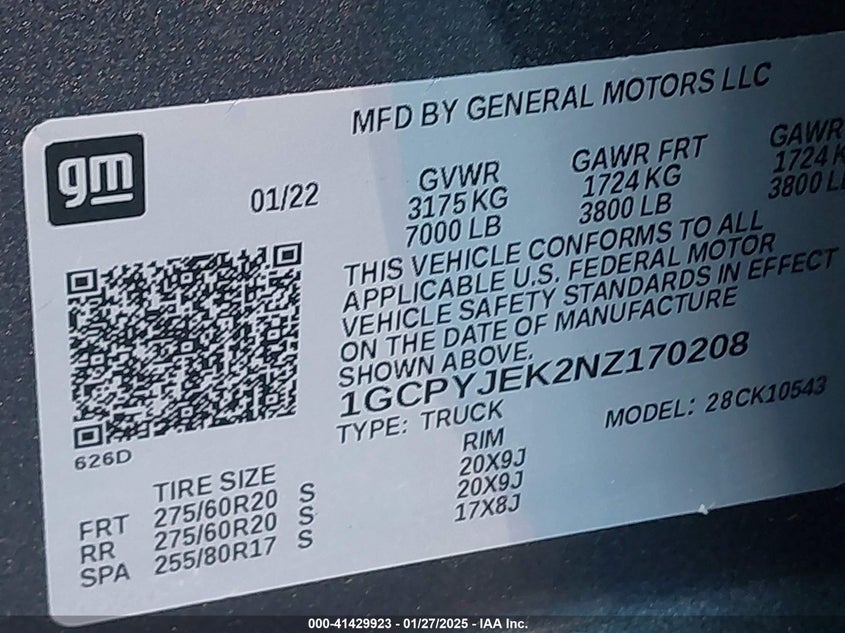 MFD BY GENERAL MOTORS LLC
gm
01/22
GVWR
3175 KG
7000 LB
GAWR FRT
1724 KG
3800 LB
GAWR
1724 K
3800 L
THIS VEHICLE CONFORMS TO ALL
APPLICABLE U.S. FEDERAL MOTOR
VEHICLE SAFETY STANDARDS IN EFFECT
ON THE DATE OF MANUFACTURE
SHOWN ABOVE.
1GCPYJEK2NZ170208
TYPE: TRUCK
MODEL: 28CK10543
626D
TIRE SIZE
RIM
FRT 275/60R20 S 20X9J
RR 275/60R20 S 20X9J
SPA 255/80R17 S 17X8J
000-41429923 — 01/27/2025 - IAA Inc.